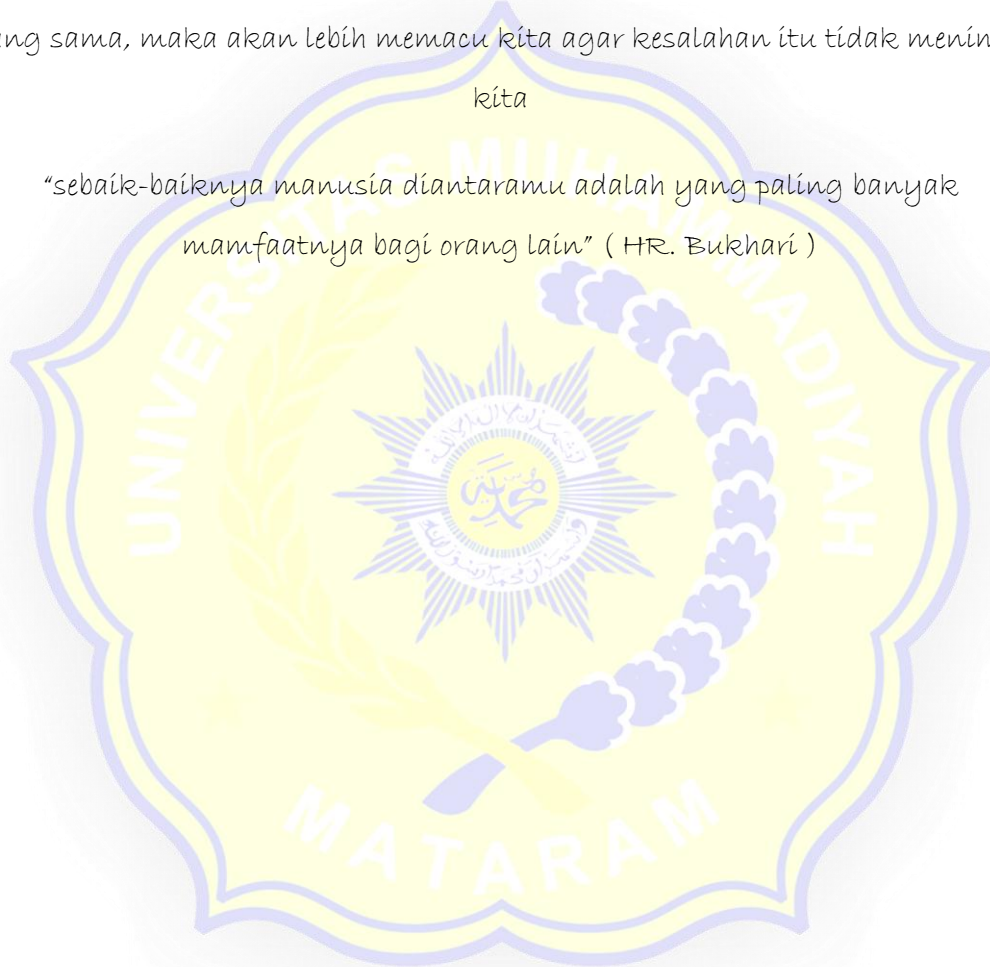 sama, maka akan lebih memacu kita agar kesalahan itu tidak
kita
“sebaik-baiknya manusia diantaramu adalah yang paling banyak
mamfaatnya bagi orang lain” ( HR. Bukhari )
UNIVERSITAS MUHAMMADIYAH
MATARAM